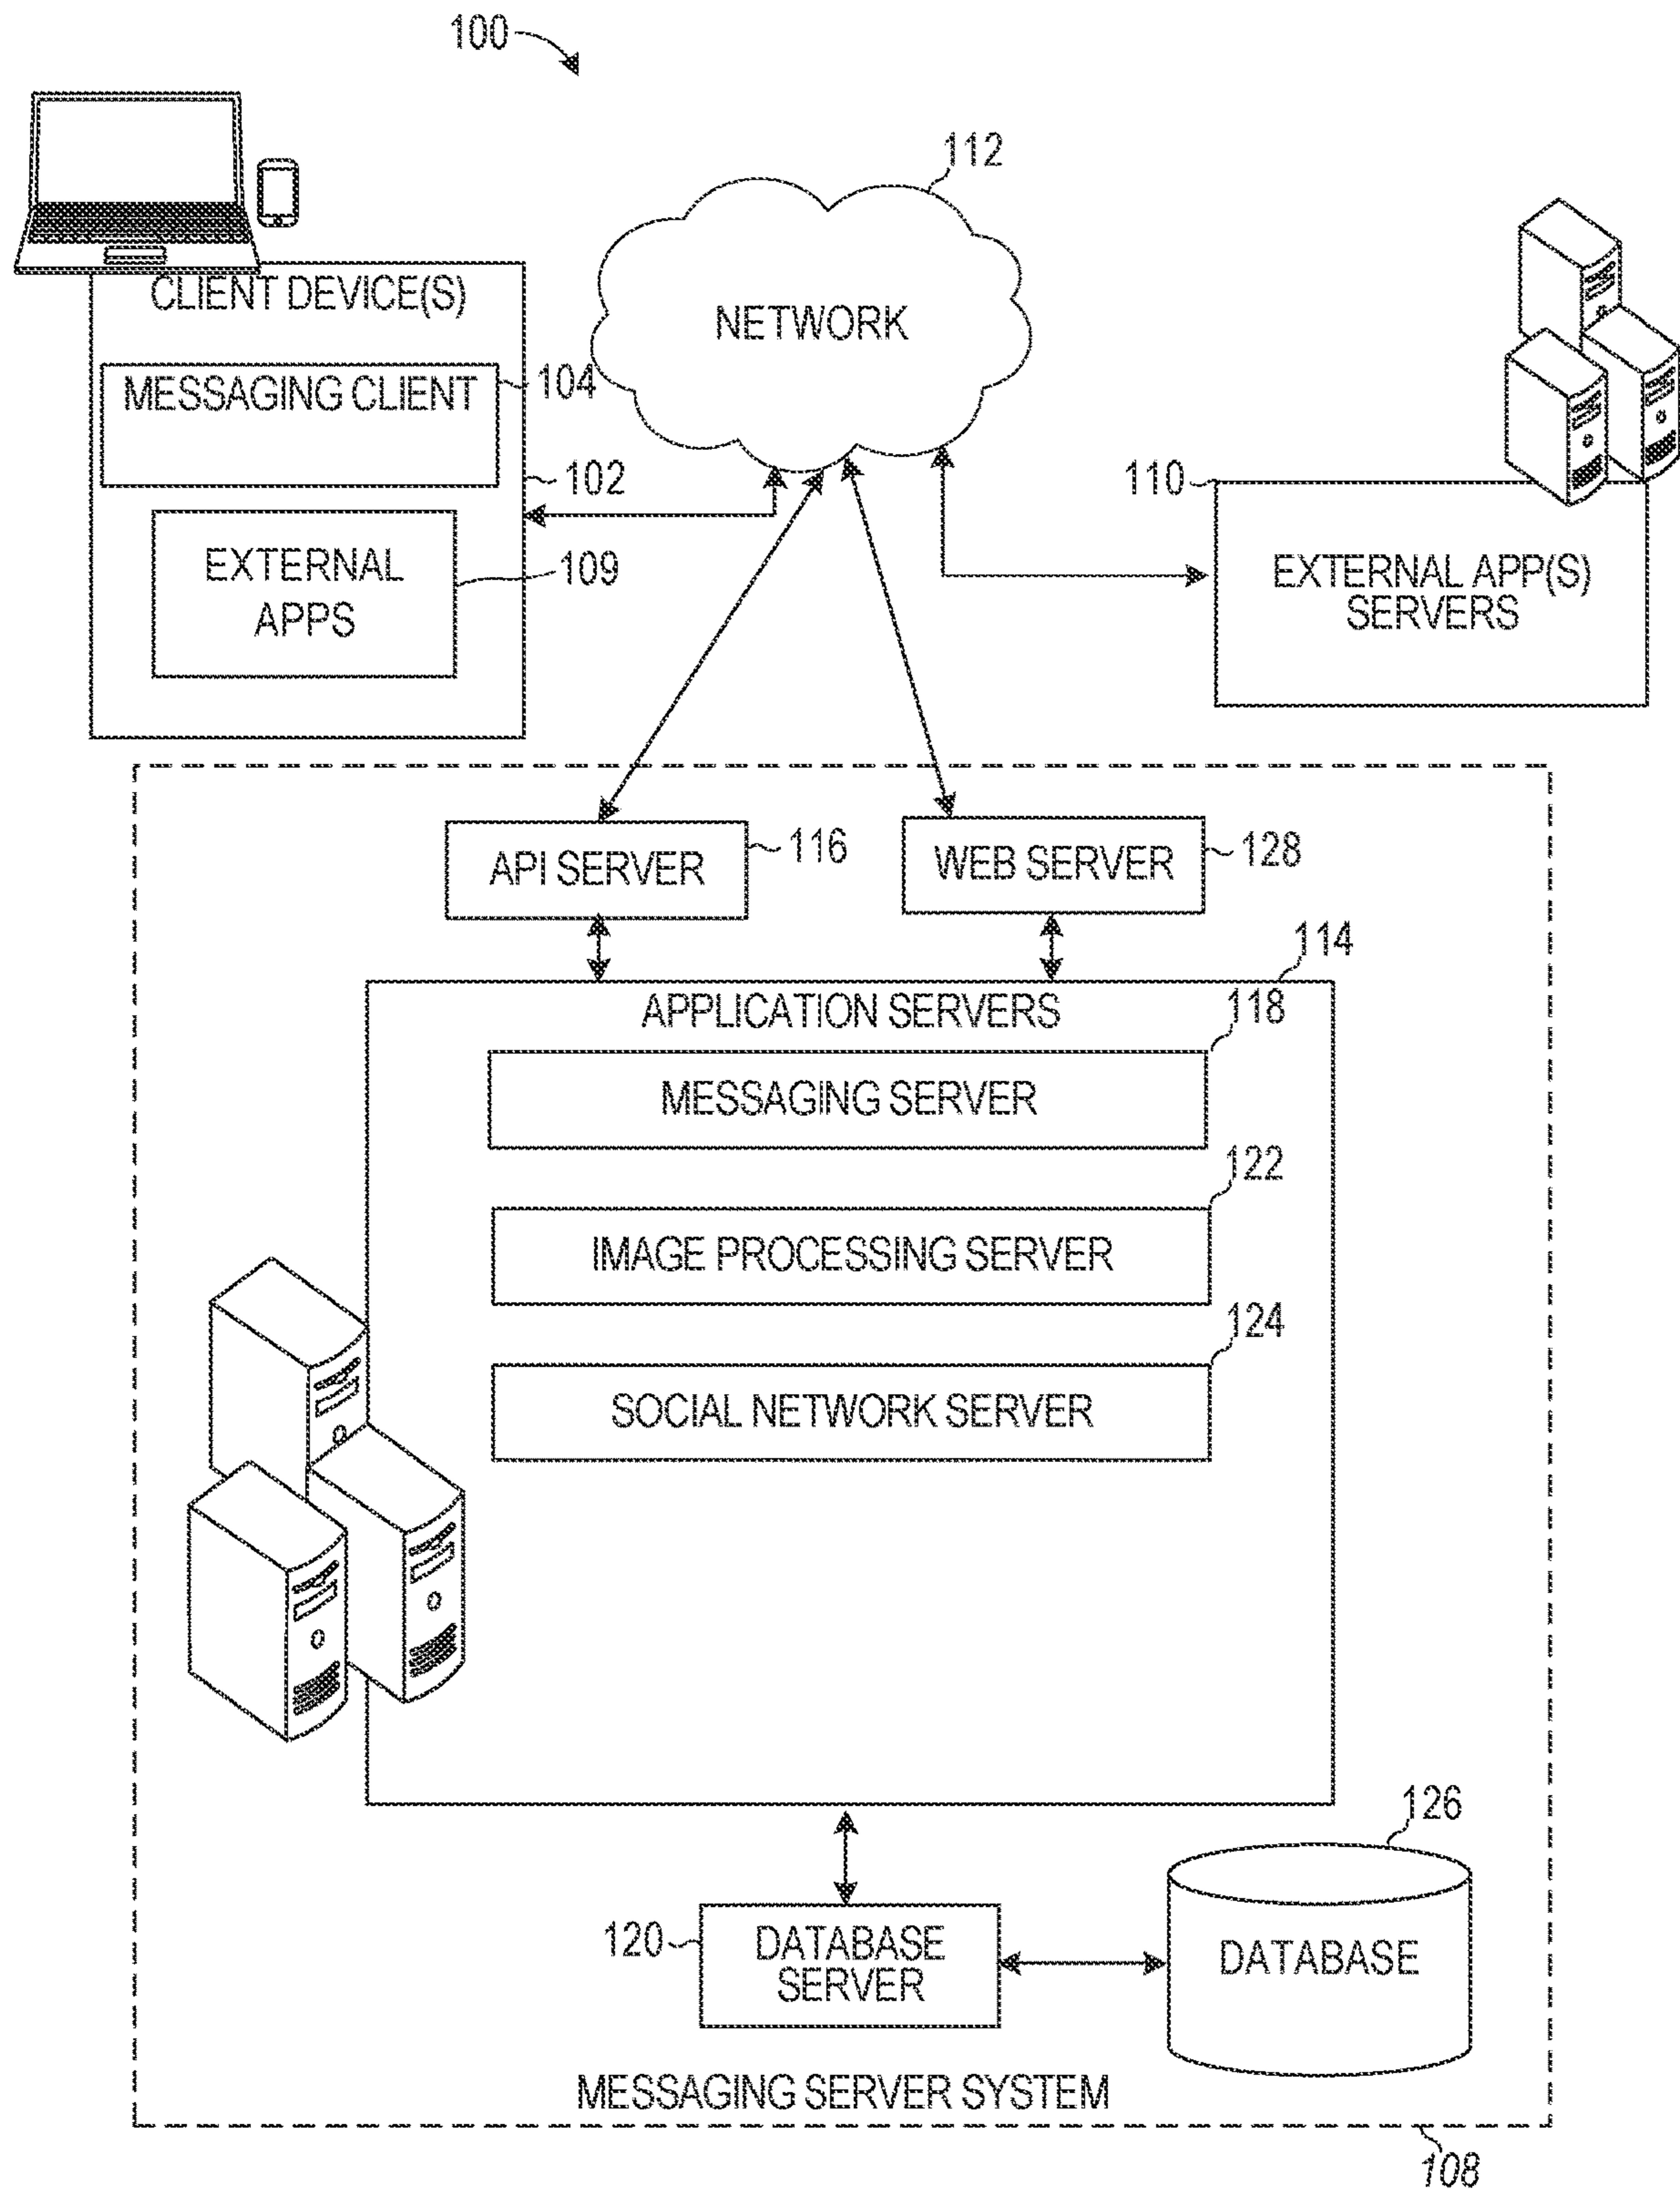 100
112
CLIENT DEVICE(S)
NETWORK
MESSAGING CLIENT
104
102
110
EXTERNAL
APPS
109
EXTERNAL APP(S)
SERVERS
API SERVER
116
WEB SERVER
128
114
APPLICATION SERVERS
118
MESSAGING SERVER
122
IMAGE PROCESSING SERVER
124
SOCIAL NETWORK SERVER
126
120
DATABASE
SERVER
DATABASE
MESSAGING SERVER SYSTEM
108